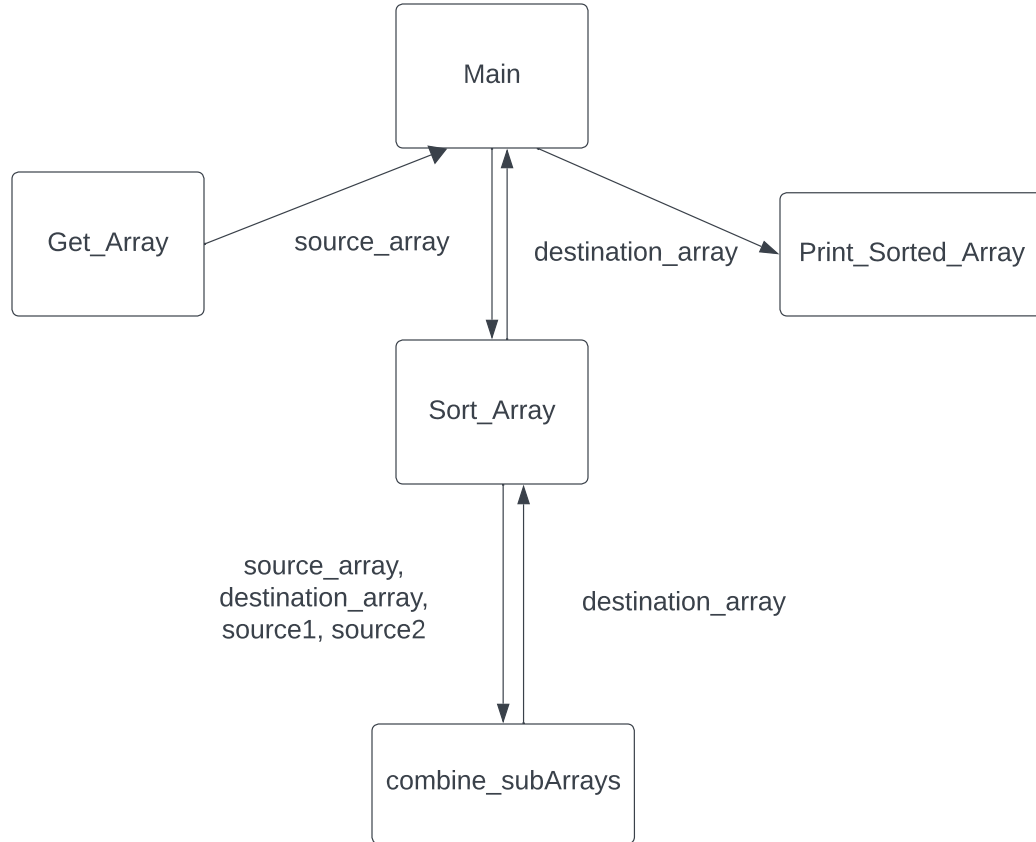 Main
Get_Array
source_array
destination_array
Print_Sorted_Array
Sort_Array
source_array,
destination_array,
source1, source2
destination_array
combine_subArrays